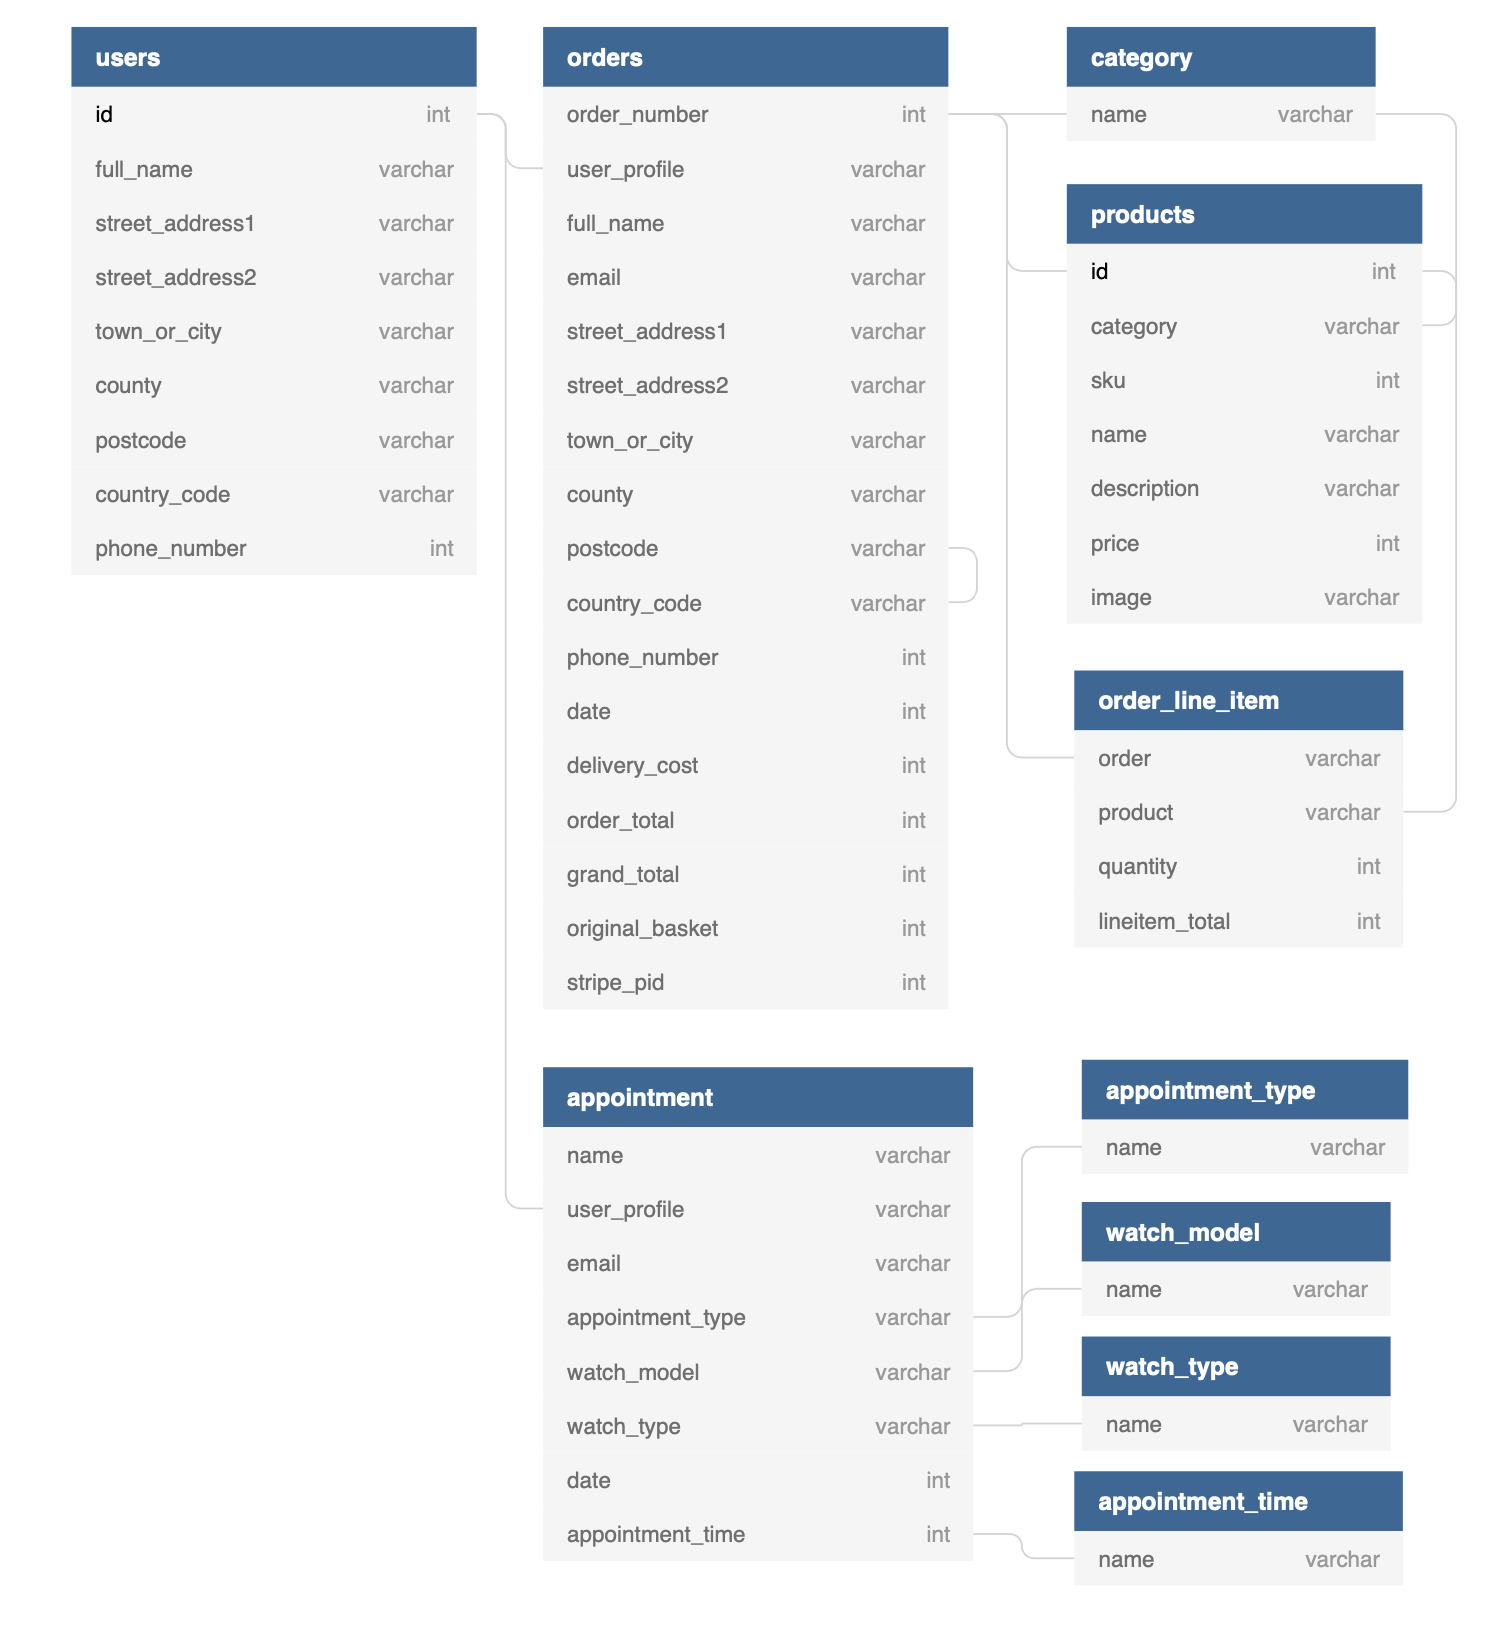 users
id int
full_name varchar
street_address1 varchar
street_address2 varchar
town_or_city varchar
county varchar
postcode varchar
country_code varchar
phone_number int
orders
order_number int
user_profile varchar
full_name varchar
email varchar
street_address1 varchar
street_address2 varchar
town_or_city varchar
county varchar
postcode varchar
country_code varchar
phone_number int
date int
delivery_cost int
order_total int
grand_total int
original_basket int
stripe_pid int
category
name varchar
products
id int
category varchar
sku int
name varchar
description varchar
price int
image varchar
order_line_item
order varchar
product varchar
quantity int
lineitem_total int
appointment
name varchar
user_profile varchar
email varchar
appointment_type varchar
watch_model varchar
watch_type varchar
date int
appointment_time int
appointment_type
name varchar
watch_model
name varchar
watch_type
name varchar
appointment_time
name varchar